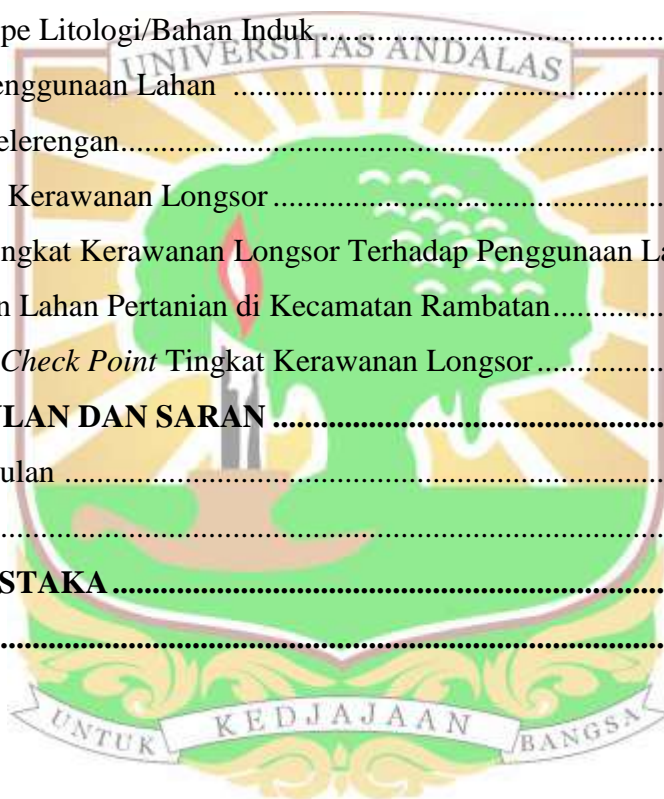 pe Litologi/Bahan Induk ................................
UNIVERSITAS ANDALAS
enggunaan Lahan ................................
elerengan................................
Kerawanan Longsor ................................
ngkat Kerawanan Longsor Terhadap Penggunaan La
n Lahan Pertanian di Kecamatan Rambatan................
Check Point Tingkat Kerawanan Longsor ................
LAN DAN SARAN ................................
ulan ................................
................................
STAKA ................................
................................
UNTUK KEDJAJAAN BANGSA